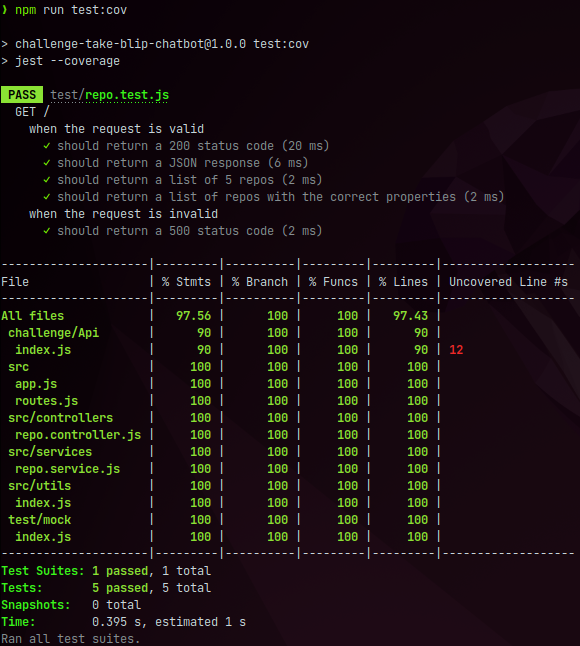 ❯ npm run test:cov
> challenge-take-blip-chatbot@1.0.0 test:cov
> jest --coverage
PASS test/repo.test.js
GET /
when the request is valid
✓ should return a 200 status code (20 ms)
✓ should return a JSON response (6 ms)
✓ should return a list of 5 repos (2 ms)
✓ should return a list of repos with the correct properties (2 ms)
when the request is invalid
✓ should return a 500 status code (2 ms)
---------------------|---------|----------|---------|---------|-------------------
File                 | % Stmts | % Branch | % Funcs | % Lines | Uncovered Line #s
---------------------|---------|----------|---------|---------|-------------------
All files            |   97.56 |      100 |     100 |   97.43 |
 challenge/Api       |      90 |      100 |     100 |      90 |
  index.js           |      90 |      100 |     100 |      90 | 12
 src                 |     100 |      100 |     100 |     100 |
  app.js             |     100 |      100 |     100 |     100 |
  routes.js          |     100 |      100 |     100 |     100 |
 src/controllers     |     100 |      100 |     100 |     100 |
  repo.controller.js |     100 |      100 |     100 |     100 |
 src/services        |     100 |      100 |     100 |     100 |
  repo.service.js    |     100 |      100 |     100 |     100 |
 src/utils           |     100 |      100 |     100 |     100 |
  index.js           |     100 |      100 |     100 |     100 |
 test/mock           |     100 |      100 |     100 |     100 |
  index.js           |     100 |      100 |     100 |     100 |
---------------------|---------|----------|---------|---------|-------------------
Test Suites: 1 passed, 1 total
Tests:       5 passed, 5 total
Snapshots:   0 total
Time:        0.395 s, estimated 1 s
Ran all test suites.